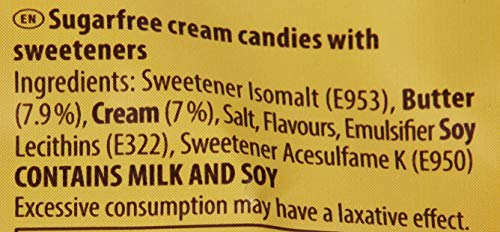 EN Sugarfree cream candies with
sweeteners
Ingredients: Sweetener Isomalt (E953), Butter
(7.9%), Cream (7%), Salt, Flavours, Emulsifier Soy
Lecithins (E322), Sweetener Acesulfame K (E950)
CONTAINS MILK AND SOY
Excessive consumption may have a laxative effect.